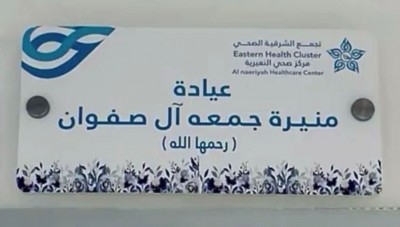 تجمع الشرقية الصحي
Eastern Health Cluster
مركز صحي النعيرية
Al naeriyah Healthcare Center
عيادة
منيرة جمعه آل صفوان
( رحمها الله )